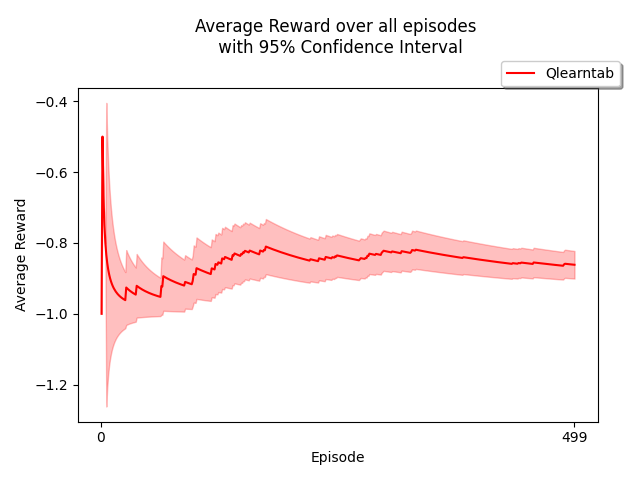 Average Reward over all episodes
with 95% Confidence Interval
Qlearntab
−0.4
−0.6
−0.8
−1.0
−1.2
Average Reward
0
499
Episode